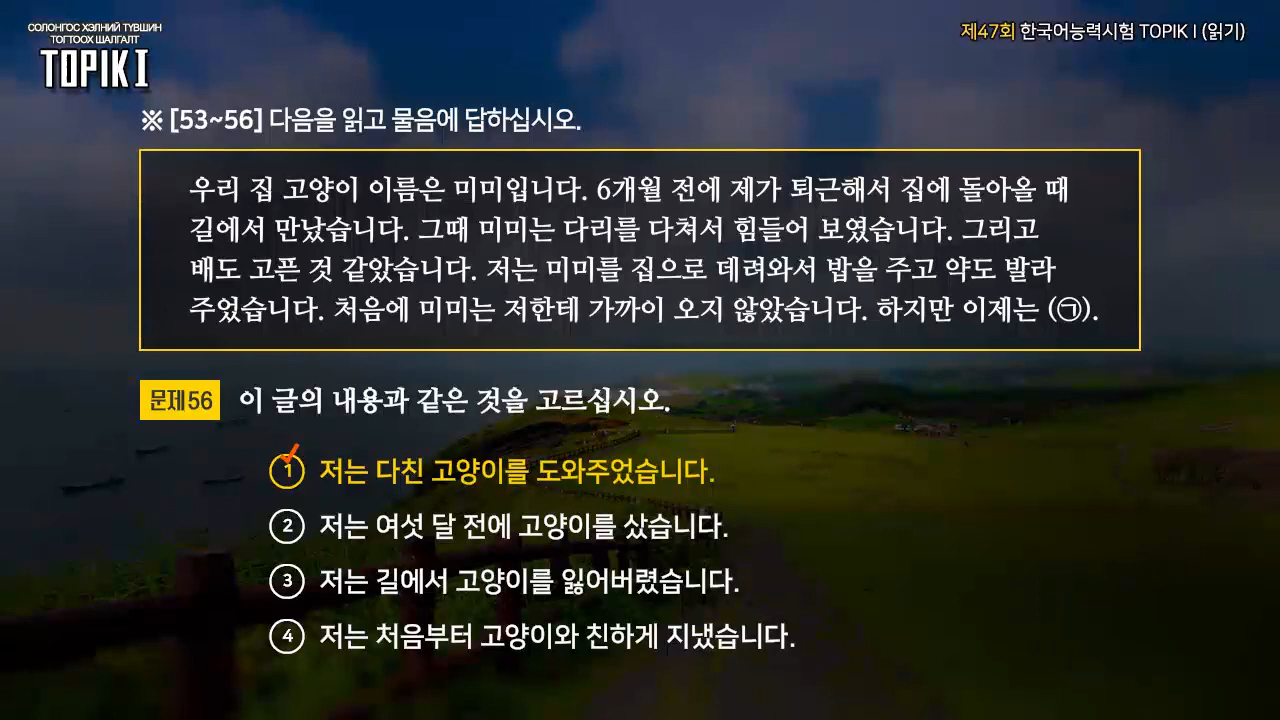 СОЛОНГОС ХЭЛНИЙ ТҮВШИН
ТОГТООХ ШАЛГАЛТ
TOPIK I
제47회 한국어능력시험 TOPIK I (읽기)
※ [53~56] 다음을 읽고 물음에 답하십시오.
우리 집 고양이 이름은 미미입니다. 6개월 전에 제가 퇴근해서 집에 돌아올 때
길에서 만났습니다. 그때 미미는 다리를 다쳐서 힘들어 보였습니다. 그리고
배도 고픈 것 같았습니다. 저는 미미를 집으로 데려와서 밥을 주고 약도 발라
주었습니다. 처음에 미미는 저한테 가까이 오지 않았습니다. 하지만 이제는 (㉠).
문제 56 이 글의 내용과 같은 것을 고르십시오.
① 저는 다친 고양이를 도와주었습니다.
② 저는 여섯 달 전에 고양이를 샀습니다.
③ 저는 길에서 고양이를 잃어버렸습니다.
④ 저는 처음부터 고양이와 친하게 지냈습니다.